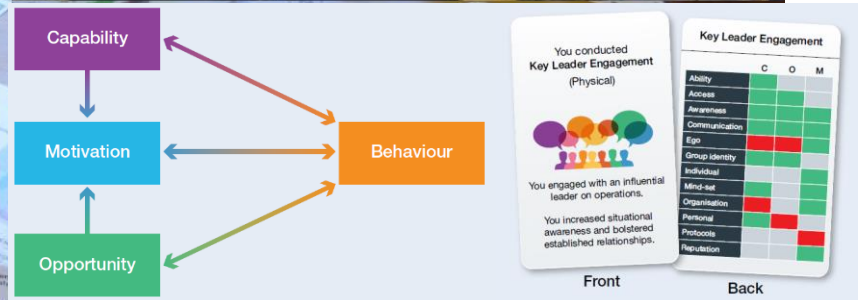 Capability
Motivation
Opportunity
Behaviour
You conducted
Key Leader Engagement
(Physical)
You engaged with an influential
leader on operations.
You increased situational
awareness and bolstered
established relationships.
Front
Key Leader Engagement
C O M
Ability
Access
Awareness
Communication
Ego
Group identity
Individual
Mind-set
Organisation
Personal
Protocols
Reputation
Back